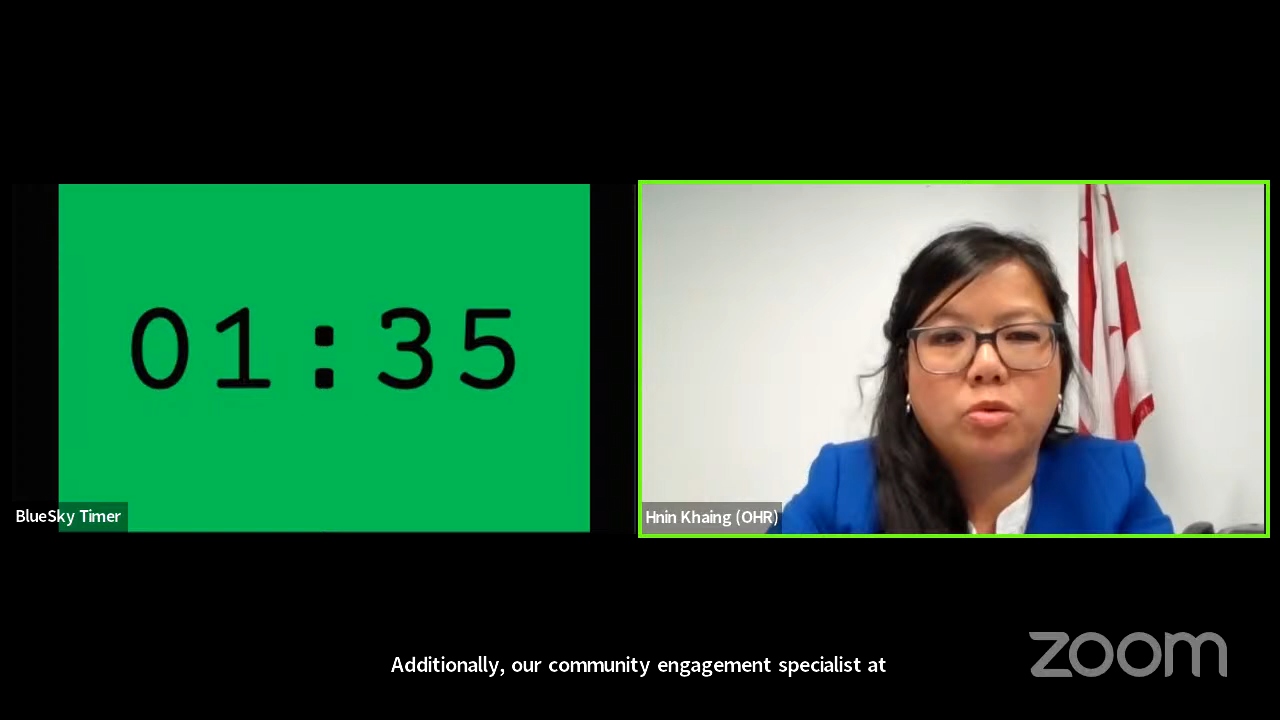 01:35
BlueSky Timer
Hnin Khaing (OHR)
Additionally, our community engagement specialist at
zoom